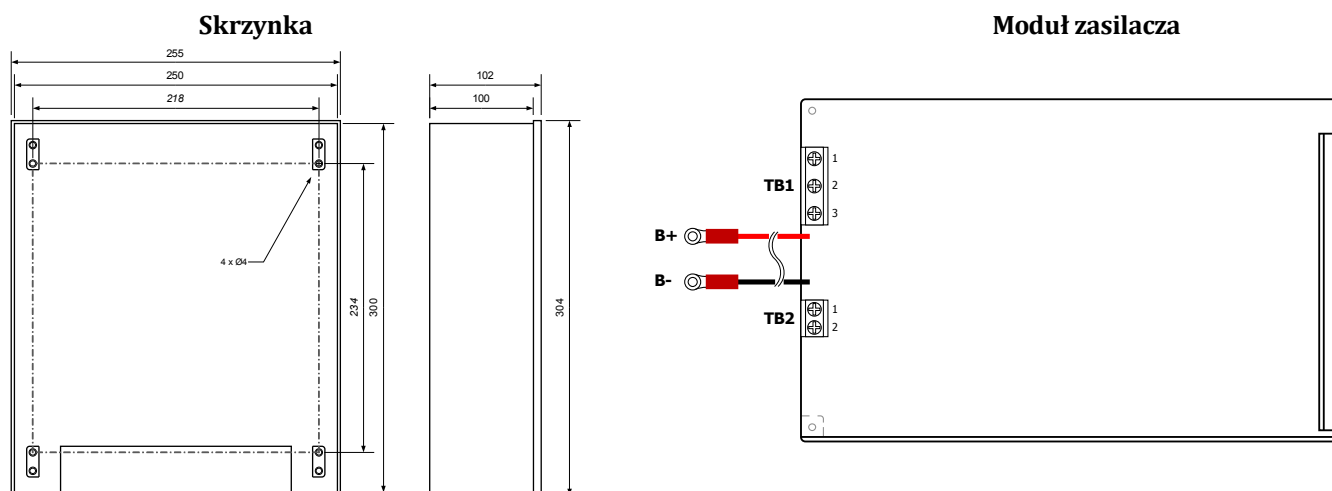 Skrzynka
255
250
218
4 x Ø4
234
300
102
100
304
Moduł zasilacza
TB1
1
2
3
B+
B-
TB2
1
2